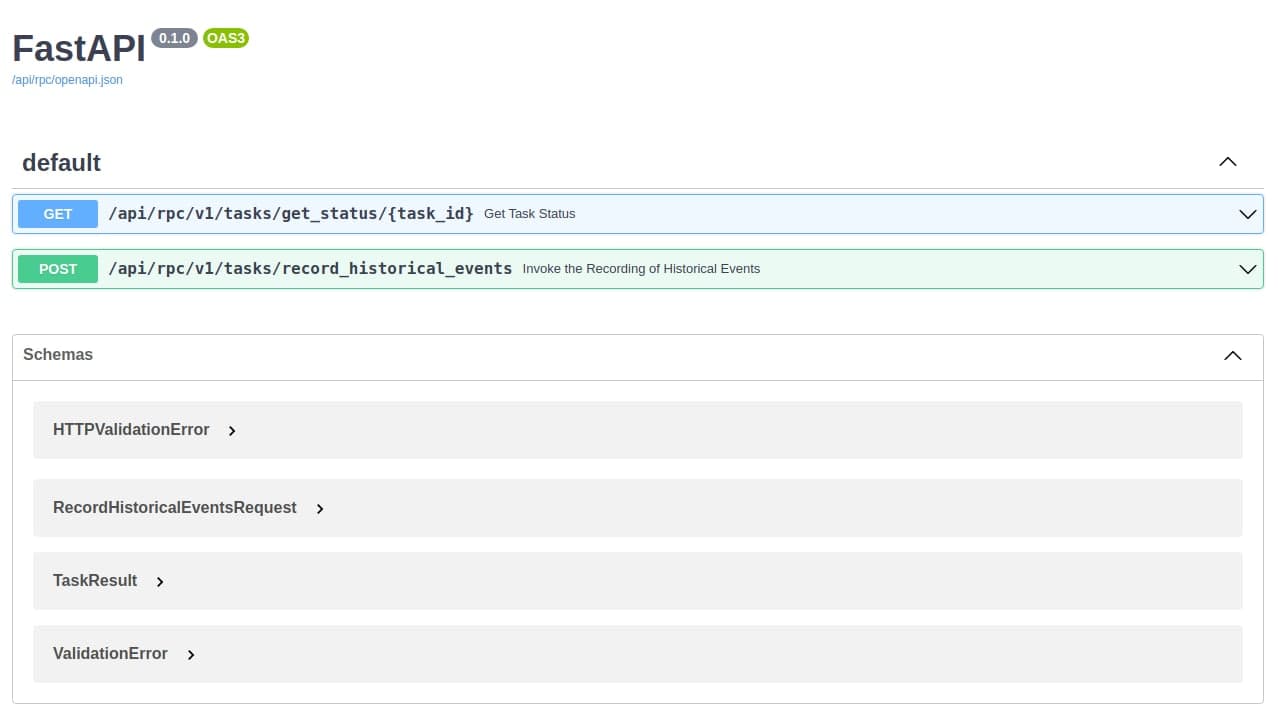 FastAPI 0.1.0 OAS3
/api/rpc/openapi.json
default
GET /api/rpc/v1/tasks/get_status/{task_id} Get Task Status
POST /api/rpc/v1/tasks/record_historical_events Invoke the Recording of Historical Events
Schemas
HTTPValidationError
RecordHistoricalEventsRequest
TaskResult
ValidationError